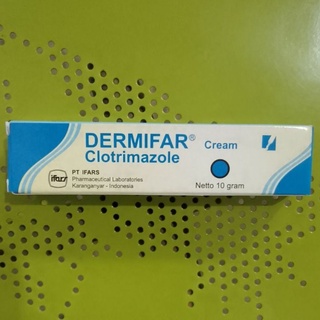 DERMIFAR® Cream
Clotrimazole
ifars
PT IFARS
Pharmaceutical Laboratories
Karanganyar - Indonesia
Netto 10 gram